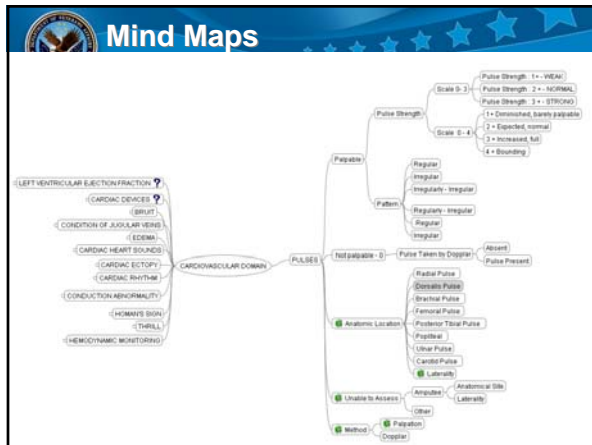 Mind Maps
LEFT VENTRICULAR EJECTION FRACTION
CARDIAC DEVICES
BRUIT
CONDITION OF JUGULAR VEINS
EDEMA
CARDIAC HEART SOUNDS
CARDIAC ECTOPY
CARDIAC RHYTHM
CONDUCTION ABNORMALITY
HOMAN'S SIGN
THRILL
HEMODYNAMIC MONITORING
CARDIOVASCULAR DOMAIN
PULSES
Palpable
Pulse Strength
Scale 0- 3
Pulse Strength : 1+ - WEAK
Pulse Strength : 2 + - NORMAL
Pulse Strength : 3 + - STRONG
Scale 0 - 4
1+ Diminished, barely palpable
2 + Expected, normal
3 + Increased, full
4 + Bounding
Pattern
Regular
Irregular
Irregularly - Irregular
Regularly - Irregular
Regular
Irregular
Not palpable - 0
Pulse Taken by Dopplar
Absent
Pulse Present
Anatomic Location
Radial Pulse
Dorsalis Pulse
Brachial Pulse
Femoral Pulse
Posterior Tibial Pulse
Popliteal
Ulnar Pulse
Carotid Pulse
Laterality
Unable to Assess
Amputee
Anatomical Site
Laterality
Other
Method
Palpation
Dopplar